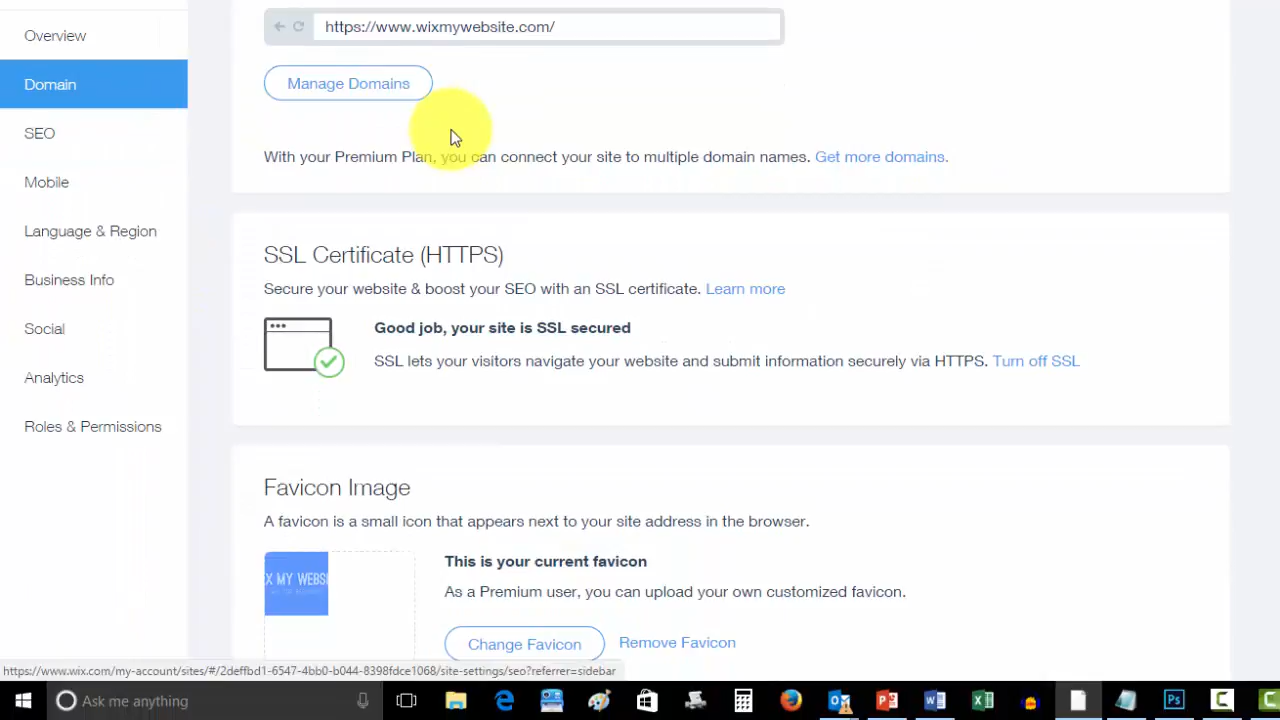 https://www.wixmywebsite.com/
Overview
Domain
SEO
Mobile
Language & Region
Business Info
Social
Analytics
Roles & Permissions
Manage Domains
With your Premium Plan, you can connect your site to multiple domain names. Get more domains.
SSL Certificate (HTTPS)
Secure your website & boost your SEO with an SSL certificate. Learn more
Good job, your site is SSL secured
SSL lets your visitors navigate your website and submit information securely via HTTPS. Turn off SSL
Favicon Image
A favicon is a small icon that appears next to your site address in the browser.
X MY WEBSI
This is your current favicon
As a Premium user, you can upload your own customized favicon.
Change Favicon
Remove Favicon
https://www.wix.com/my-account/sites/#/2deffbd1-6547-4bb0-b044-8398fdce1068/site-settings/seo?referrer=sidebar
Ask me anything